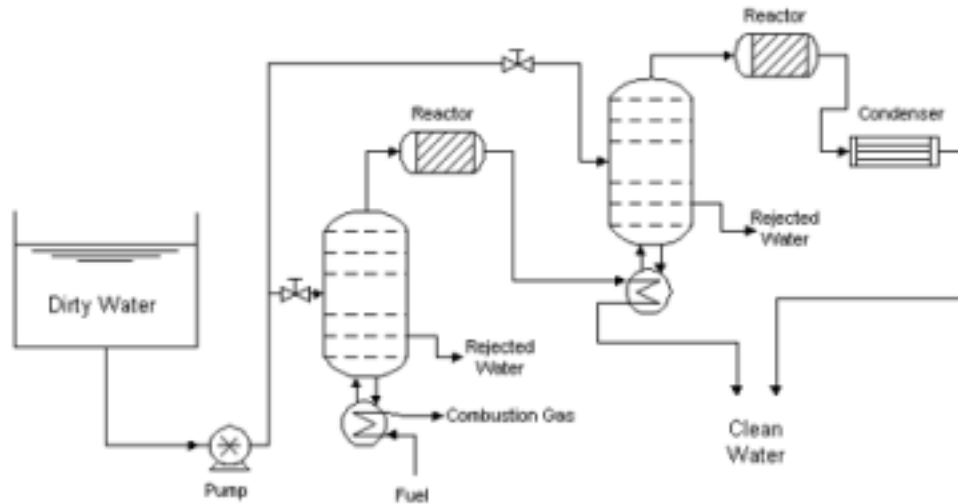 Reactor
Condenser
Reactor
Rejected
Water
Dirty Water
Rejected
Water
Combustion Gas
Clean
Water
Pump
Fuel